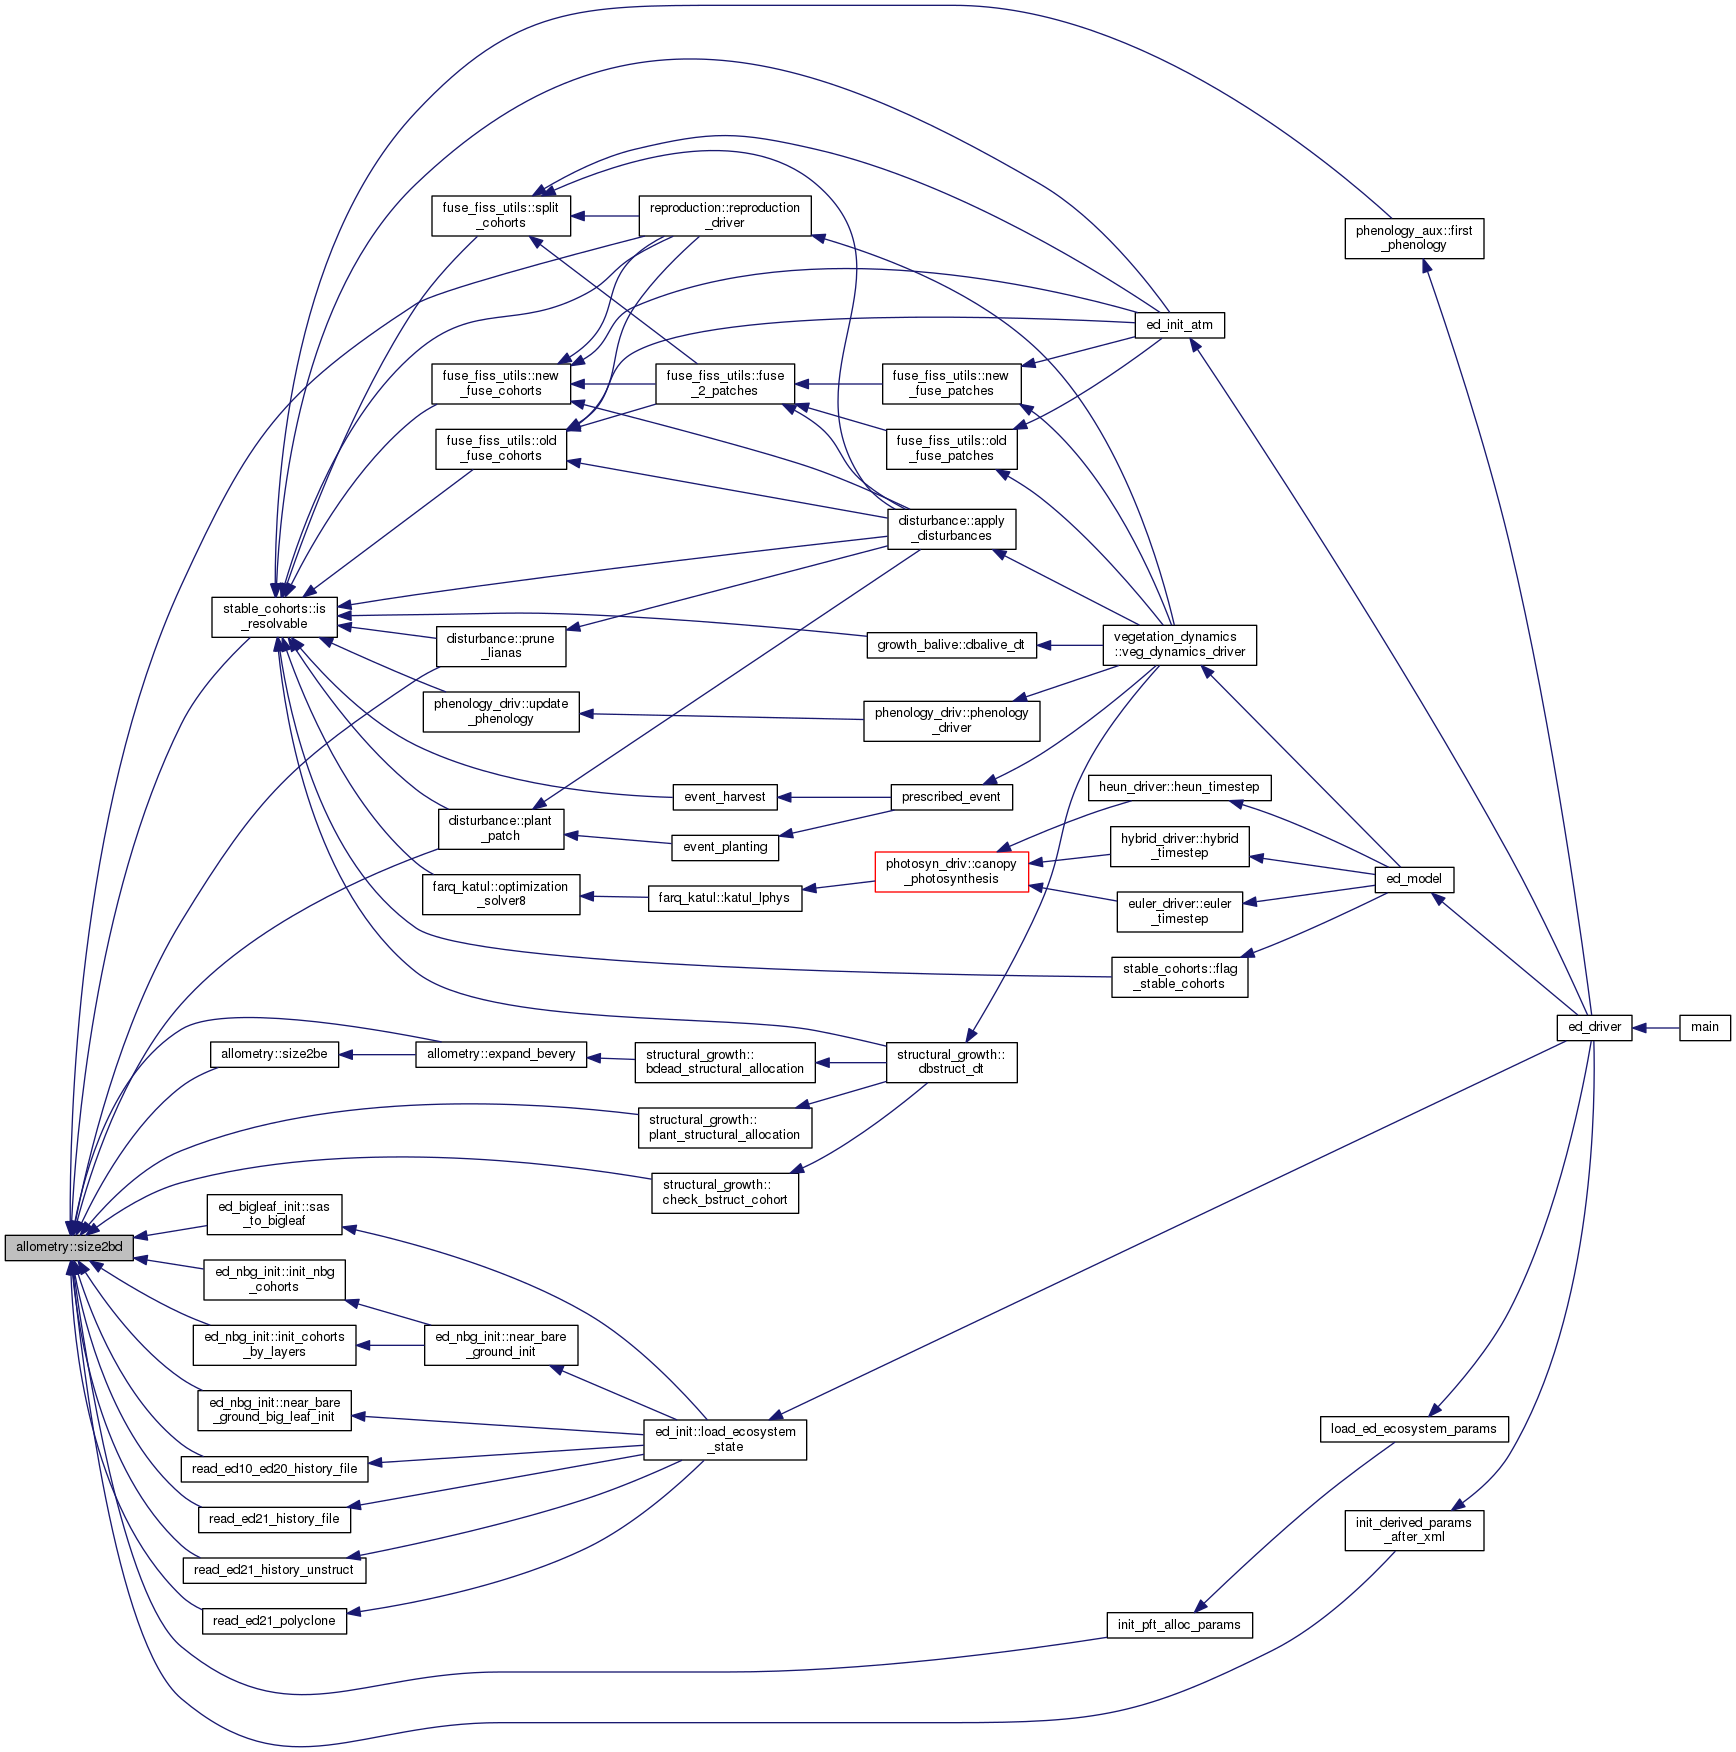 fuse_fiss_utils::split
_cohorts
reproduction::reproduction
_driver
phenology_aux::first
_phenology
ed_init_atm
fuse_fiss_utils::new
_fuse_cohorts
fuse_fiss_utils::fuse
_2_patches
fuse_fiss_utils::new
_fuse_patches
fuse_fiss_utils::old
_fuse_cohorts
fuse_fiss_utils::old
_fuse_patches
disturbance::apply
_disturbances
stable_cohorts::is
_resolvable
disturbance::prune
_lianas
growth_balive::dbalive_dt
vegetation_dynamics
::veg_dynamics_driver
phenology_driv::update
_phenology
phenology_driv::phenology
_driver
event_harvest
prescribed_event
heun_driver::heun_timestep
disturbance::plant
_patch
event_planting
hybrid_driver::hybrid
_timestep
photosyn_driv::canopy
_photosynthesis
ed_model
farq_katul::optimization
_solver8
farq_katul::katul_lphys
euler_driver::euler
_timestep
stable_cohorts::flag
_stable_cohorts
ed_driver
main
allometry::size2be
allometry::expand_bevery
structural_growth::
bdead_structural_allocation
structural_growth::
dbstruct_dt
structural_growth::
plant_structural_allocation
structural_growth::
check_bstruct_cohort
ed_bigleaf_init::sas
_to_bigleaf
allometry::size2bd
ed_nbg_init::init_nbg
_cohorts
ed_nbg_init::init_cohorts
_by_layers
ed_nbg_init::near_bare
_ground_init
ed_nbg_init::near_bare
_ground_big_leaf_init
ed_init::load_ecosystem
_state
load_ed_ecosystem_params
read_ed10_ed20_history_file
read_ed21_history_file
init_derived_params
_after_xml
read_ed21_history_unstruct
read_ed21_polyclone
init_pft_alloc_params